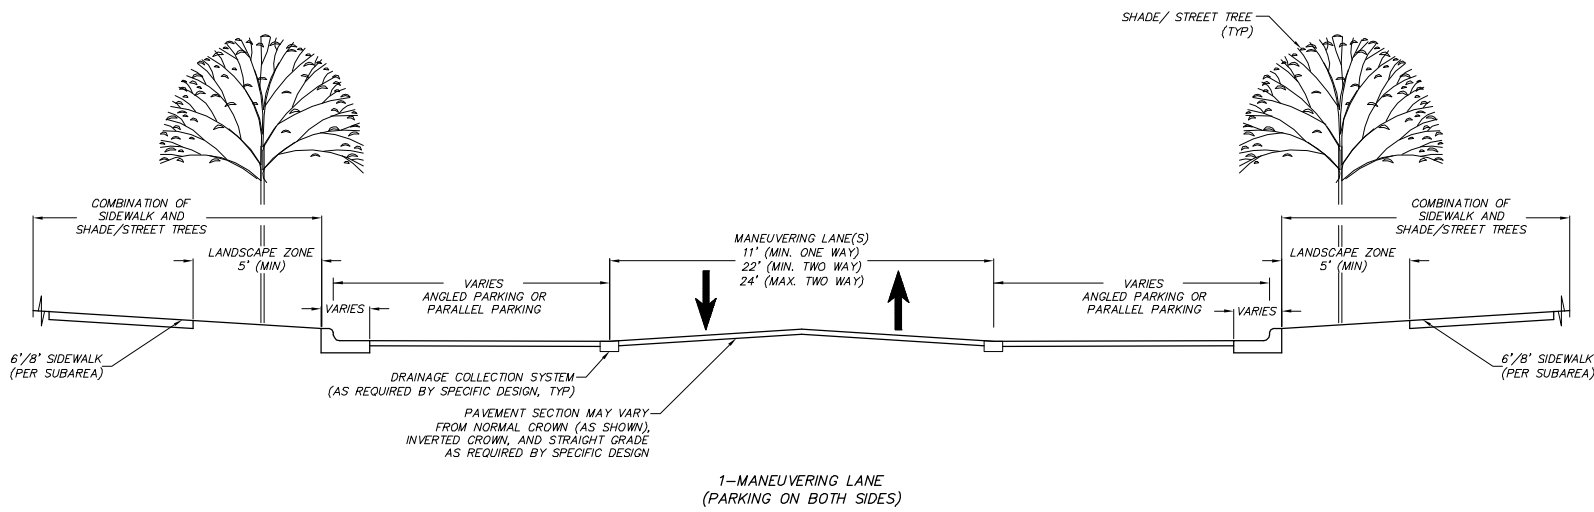 SHADE/ STREET TREE
(TYP)
COMBINATION OF
SIDEWALK AND
SHADE/STREET TREES
LANDSCAPE ZONE
5' (MIN)
VARIES
VARIES
ANGLED PARKING OR
PARALLEL PARKING
MANEUVERING LANE(S)
11' (MIN. ONE WAY)
22' (MIN. TWO WAY)
24' (MAX. TWO WAY)
VARIES
ANGLED PARKING OR
PARALLEL PARKING
VARIES
COMBINATION OF
SIDEWALK AND
SHADE/STREET TREES
LANDSCAPE ZONE
5' (MIN)
6'/8' SIDEWALK
(PER SUBAREA)
DRAINAGE COLLECTION SYSTEM
(AS REQUIRED BY SPECIFIC DESIGN, TYP)
PAVEMENT SECTION MAY VARY
FROM NORMAL CROWN (AS SHOWN),
INVERTED CROWN, AND STRAIGHT GRADE
AS REQUIRED BY SPECIFIC DESIGN
6'/8' SIDEWALK
(PER SUBAREA)
1-MANEUVERING LANE
(PARKING ON BOTH SIDES)